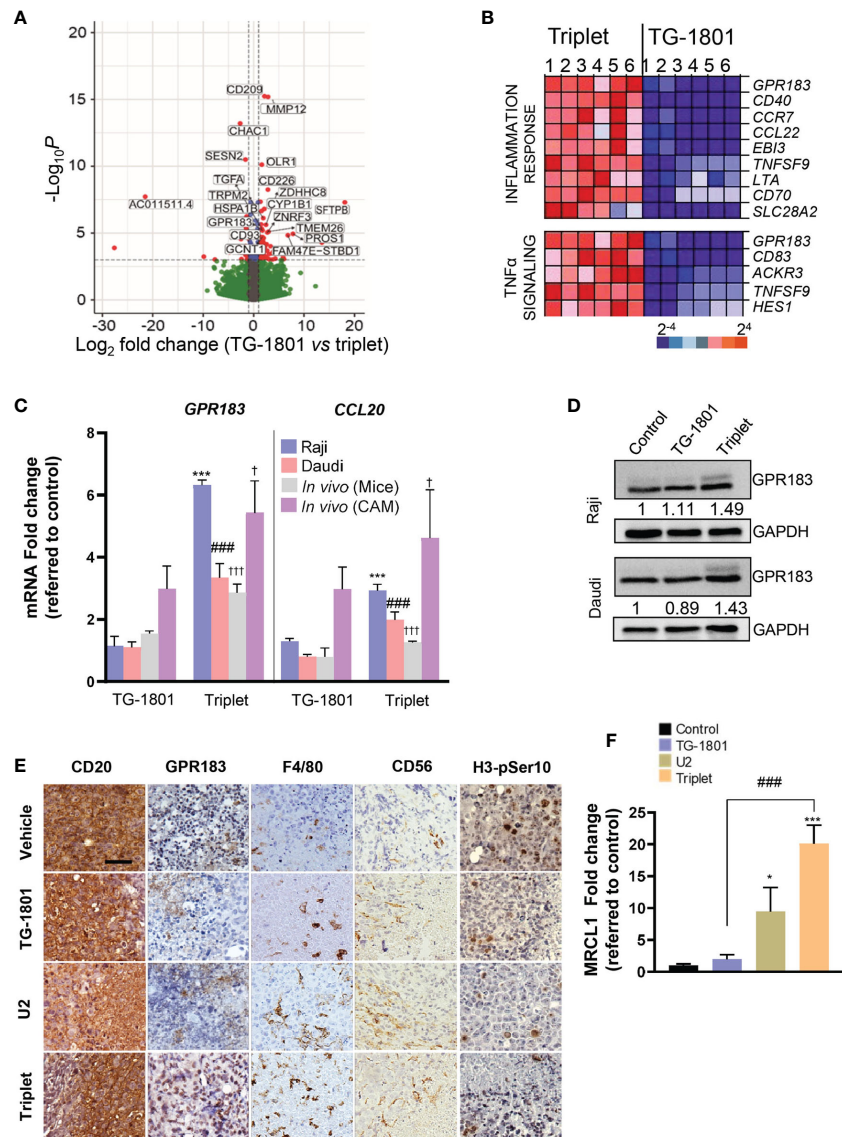 A
20
15
10
5
0
-Log10P
CD209
MMP12
CHAC1
SESN2
OLR1
TGFA
CD226
ZDHHC8
TRPM2
CYP1B1
AC011511.4
HSPA1B
SFTPB
ZNRF3
GPR183
TMEM26
CD93
PROS1
GCNT1
FAM47E−STBD1
-30 -20 -10 0 10 20
Log2 fold change (TG-1801 vs triplet)
B
Triplet TG-1801
1 2 3 4 5 6 1 2 3 4 5 6
INFLAMMATION
RESPONSE
GPR183
CD40
CCR7
CCL22
EBI3
TNFSF9
LTA
CD70
SLC28A2
TNFα
SIGNALING
GPR183
CD83
ACKR3
TNFSF9
HES1
2-4 24
C
GPR183 CCL20
mRNA Fold change
(referred to control)
8
6
4
2
0
Raji
Daudi
In vivo (Mice)
In vivo (CAM)
*** ### ††† †
*** ### ††† †
TG-1801 Triplet TG-1801 Triplet
D
Control TG-1801 Triplet
Raji
GPR183
1 1.11 1.49
GAPDH
Daudi
GPR183
1 0.89 1.43
GAPDH
E
CD20 GPR183 F4/80 CD56 H3-pSer10
Vehicle
TG-1801
U2
Triplet
F
Control
TG-1801
U2
Triplet
MRCL1 Fold change
(referred to control)
25
20
15
10
5
0
###
*
***